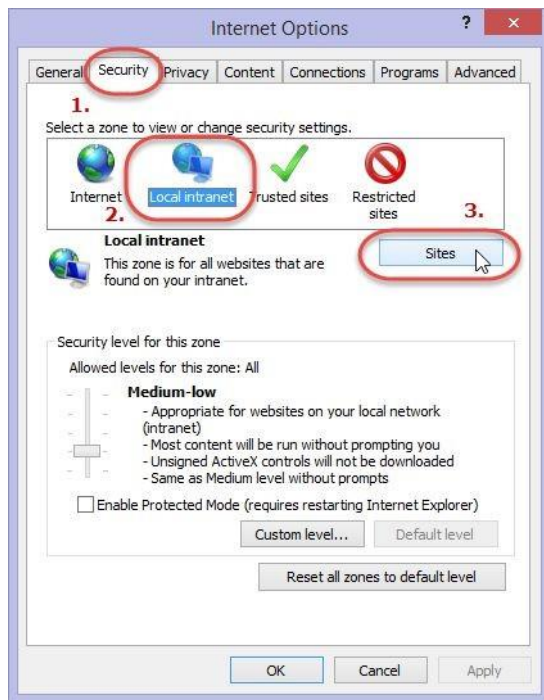 Internet Options
?
×
General Security Privacy Content Connections Programs Advanced
1.
Select a zone to view or change security settings.
Internet Local intranet Trusted sites Restricted sites
2.
3.
Local intranet
Sites
This zone is for all websites that are
found on your intranet.
Security level for this zone
Allowed levels for this zone: All
Medium-low
- Appropriate for websites on your local network
(intranet)
- Most content will be run without prompting you
- Unsigned ActiveX controls will not be downloaded
- Same as Medium level without prompts
Enable Protected Mode (requires restarting Internet Explorer)
Custom level... Default level
Reset all zones to default level
OK Cancel Apply